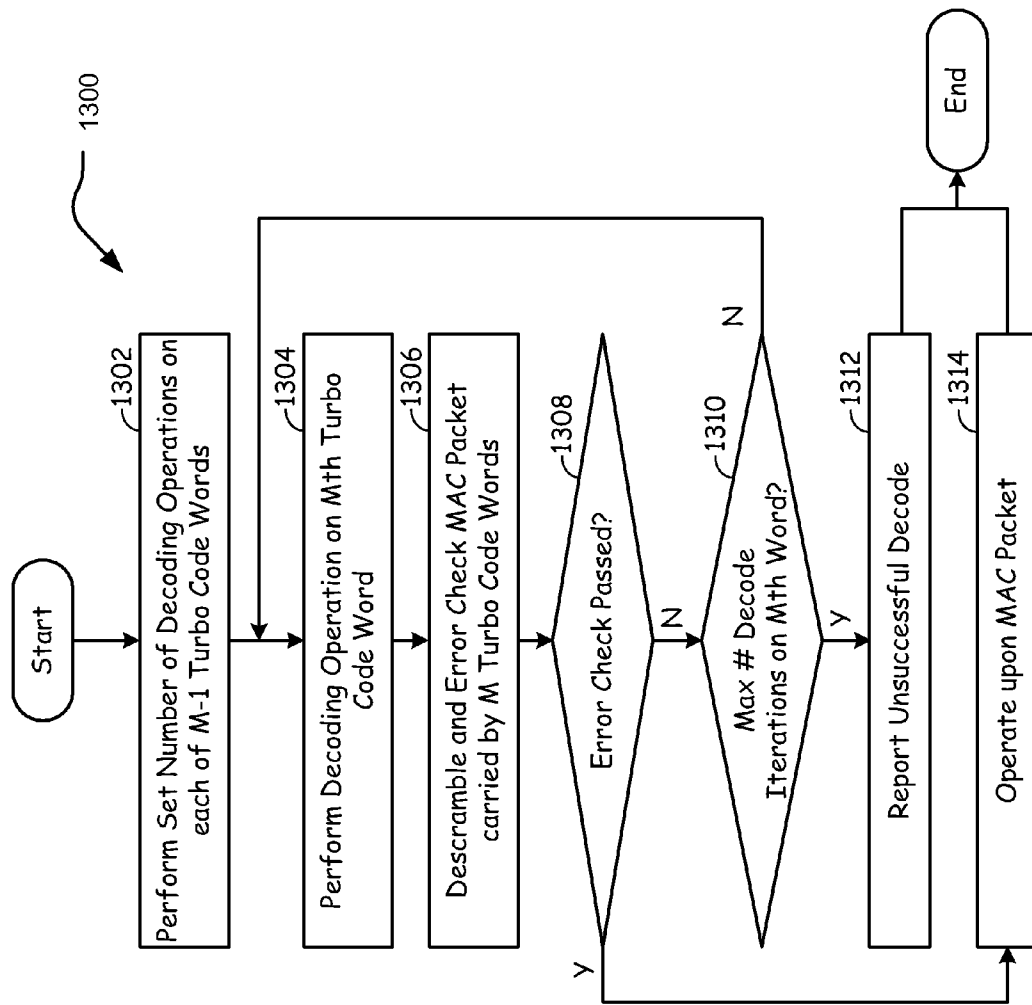 1300
Start
1302
Perform Set Number of Decoding Operations on
each of M-1 Turbo Code Words
1304
Perform Decoding Operation on Mth Turbo
Code Word
1306
Descramble and Error Check MAC Packet
carried by M Turbo Code Words
1308
Error Check Passed?
Y
N
1310
Max # Decode
Iterations on Mth Word?
N
Y
1312
Report Unsuccessful Decode
1314
Operate upon MAC Packet
End